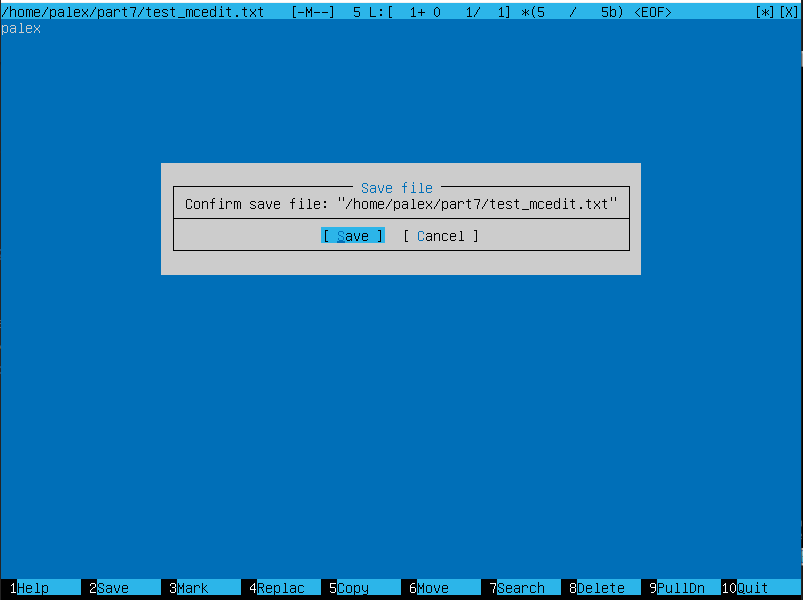 /home/palex/part7/test_mcedit.txt [-M--] 5 L:[ 1+ 0 1/ 1] *(5 / 5b) <EOF> [*][X]
palex
Save file
Confirm save file: "/home/palex/part7/test_mcedit.txt"
[ Save ] [ Cancel ]
1Help 2Save 3Mark 4Replac 5Copy 6Move 7Search 8Delete 9PullDn 10Quit